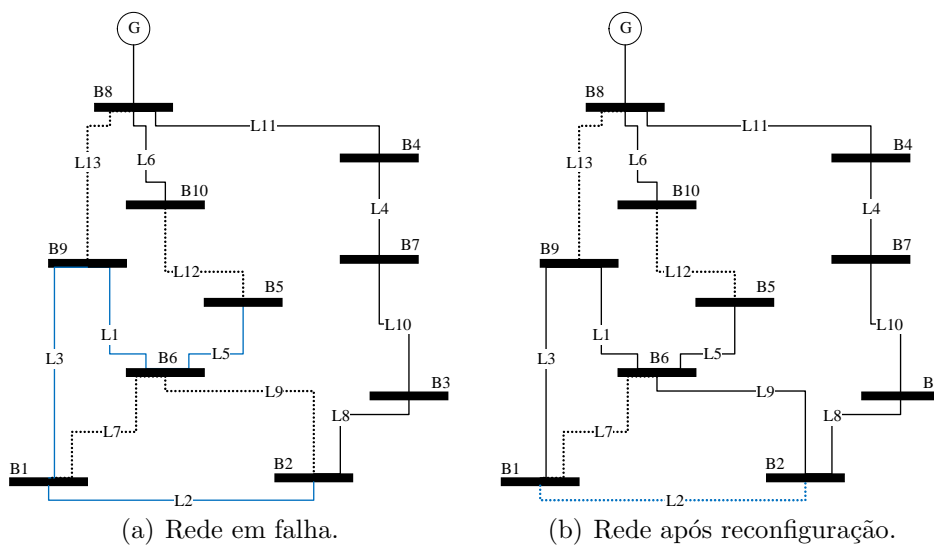 G
B8
L11
B4
L13
L6
B10
L4
B9
B7
L12
B5
L1
L10
L3
L5
B6
L9
B3
L8
L7
B1
B2
L2
(a) Rede em falha.
G
B8
L11
B4
L13
L6
B10
L4
B9
B7
L12
B5
L1
L10
L3
L5
B6
L9
L8
L7
B1
B2
L2
(b) Rede após reconfiguração.